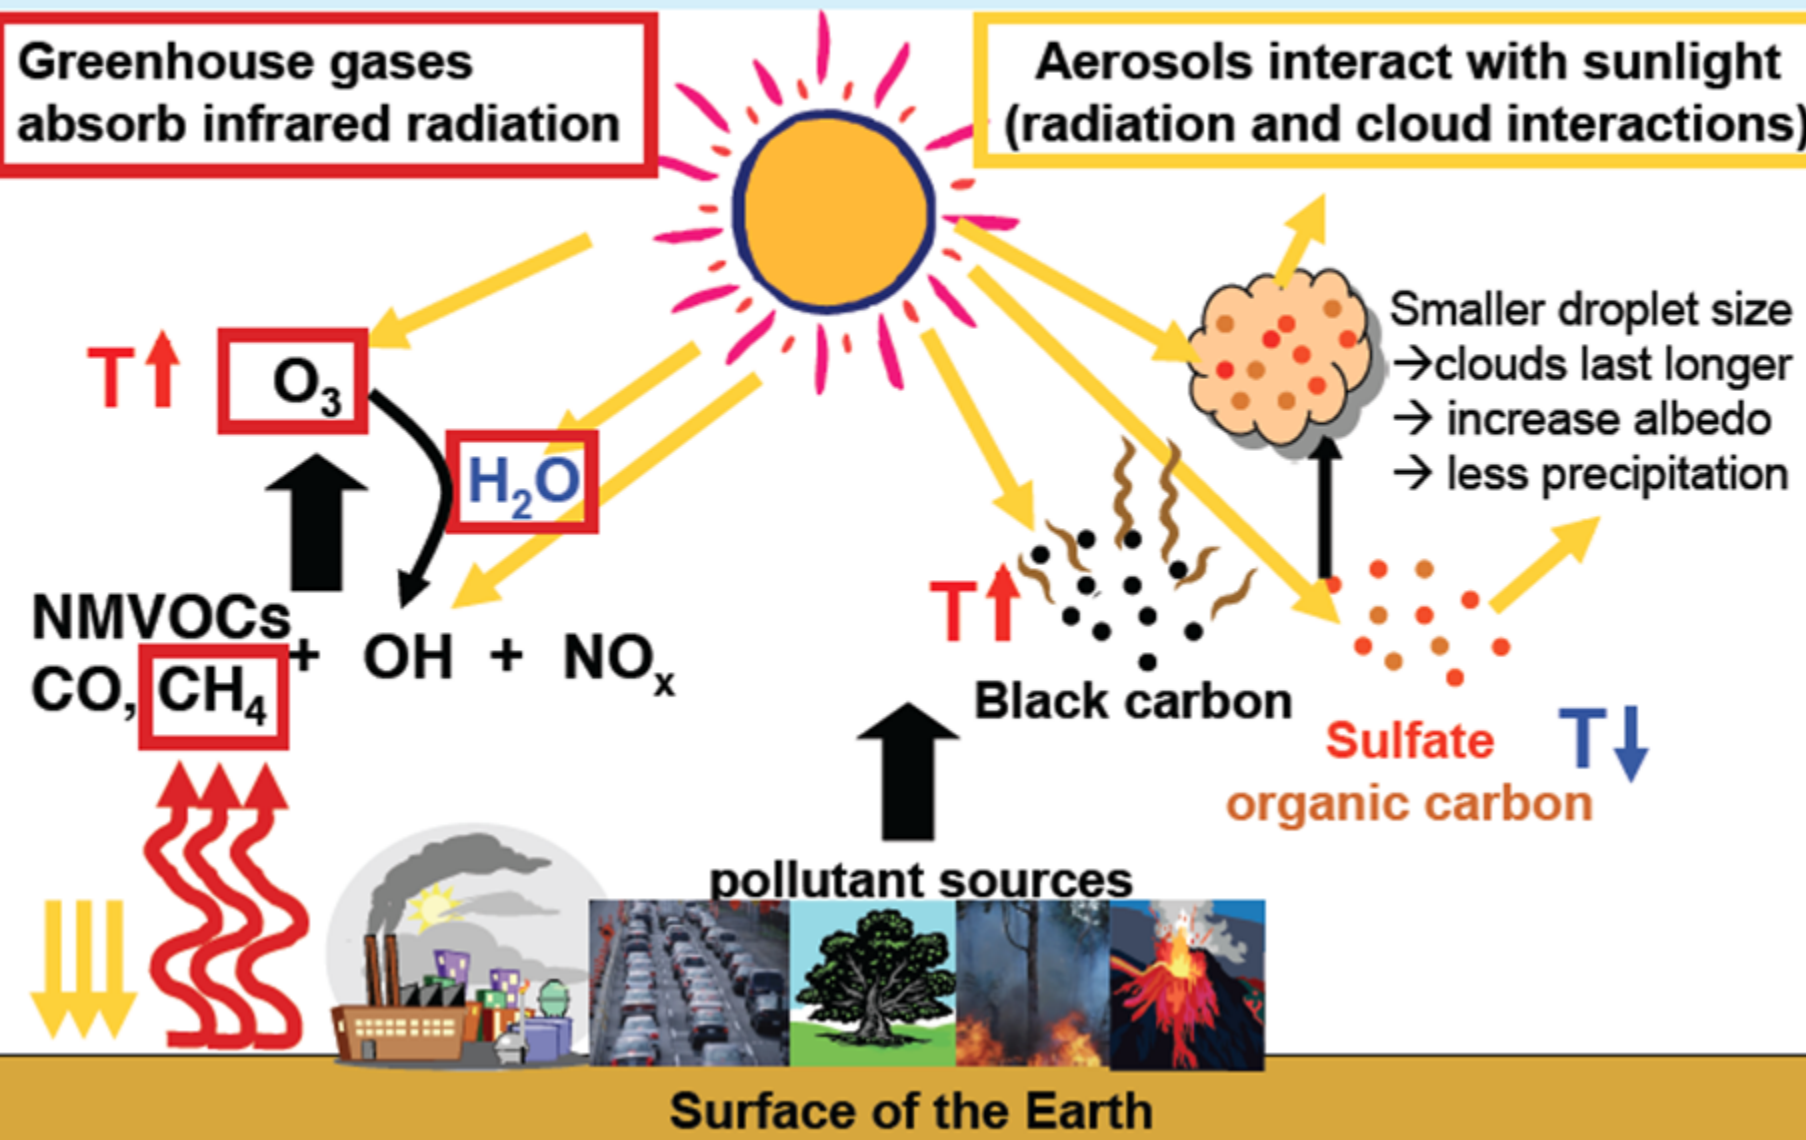 Greenhouse gases
absorb infrared radiation
Aerosols interact with sunlight
(radiation and cloud interactions)
T
O3
H2O
Smaller droplet size
→clouds last longer
→ increase albedo
→ less precipitation
NMVOCs
CO, CH4 + OH + NOx
T
Black carbon
Sulfate
organic carbon
T
pollutant sources
Surface of the Earth